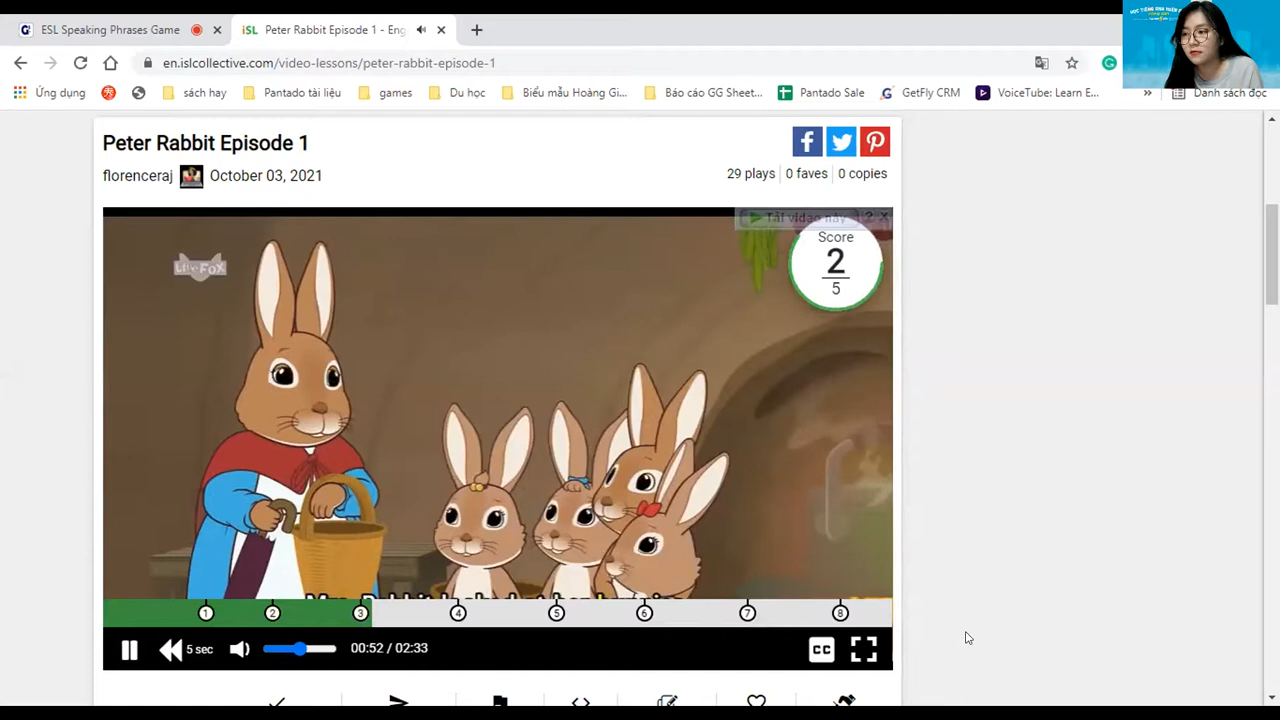 ESL Speaking Phrases Game
iSL Peter Rabbit Episode 1 - Eng
en.islcollective.com/video-lessons/peter-rabbit-episode-1
Ứng dụng
sách hay
Pantado tài liệu
games
Du học
Biểu mẫu Hoàng Gi...
Báo cáo GG Sheet...
Pantado Sale
GetFly CRM
VoiceTube: Learn E...
»
Danh sách đọc
Peter Rabbit Episode 1
florenceraj October 03, 2021
29 plays 0 faves 0 copies
Tải video này ? X
Score
2
5
1 2 3 4 5 6 7 8
5 sec 00:52 / 02:33 CC